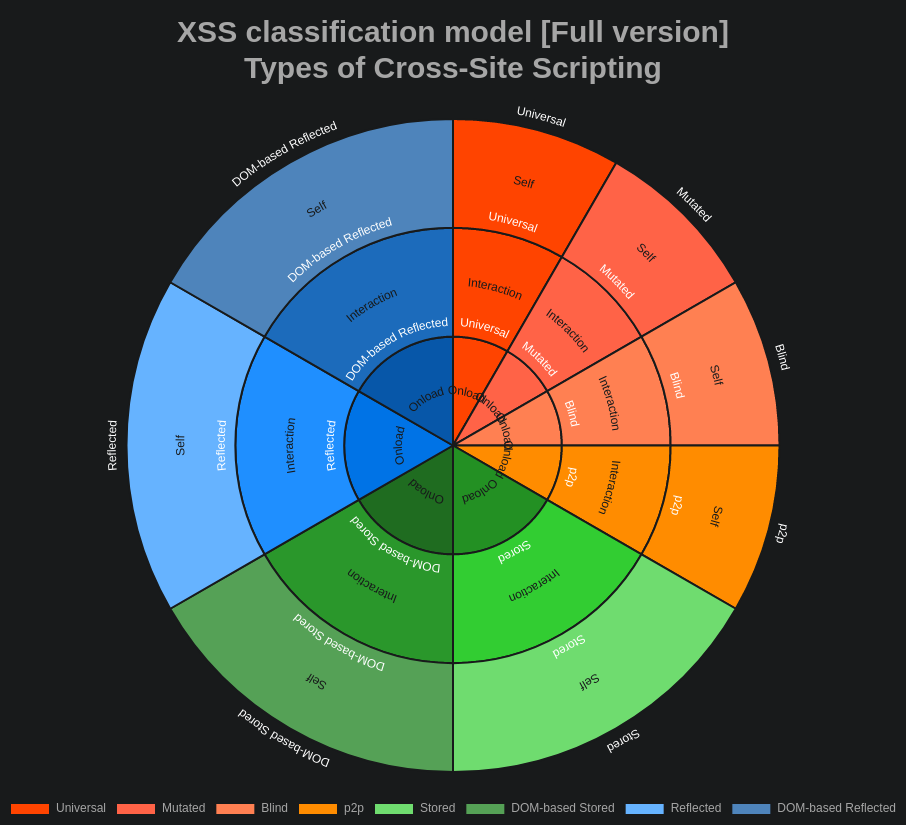 XSS classification model [Full version]
Types of Cross-Site Scripting
Universal
DOM-based Reflected
Mutated
Self
Self
Self
Universal
DOM-based Reflected
Mutated
Blind
Interaction
Interaction
Interaction
Self
Blind
Universal
DOM-based Reflected
Mutated
Interaction
Blind
Onload
Onload
Onload
Onload
Reflected
Self
Reflected
Interaction
Reflected
Onload
Onload
Onload
Onload
p2p
Interaction
p2p
Self
p2p
DOM-based Stored
Stored
Interaction
Interaction
DOM-based Stored
Stored
Self
Self
DOM-based Stored
Stored
Universal
Mutated
Blind
p2p
Stored
DOM-based Stored
Reflected
DOM-based Reflected